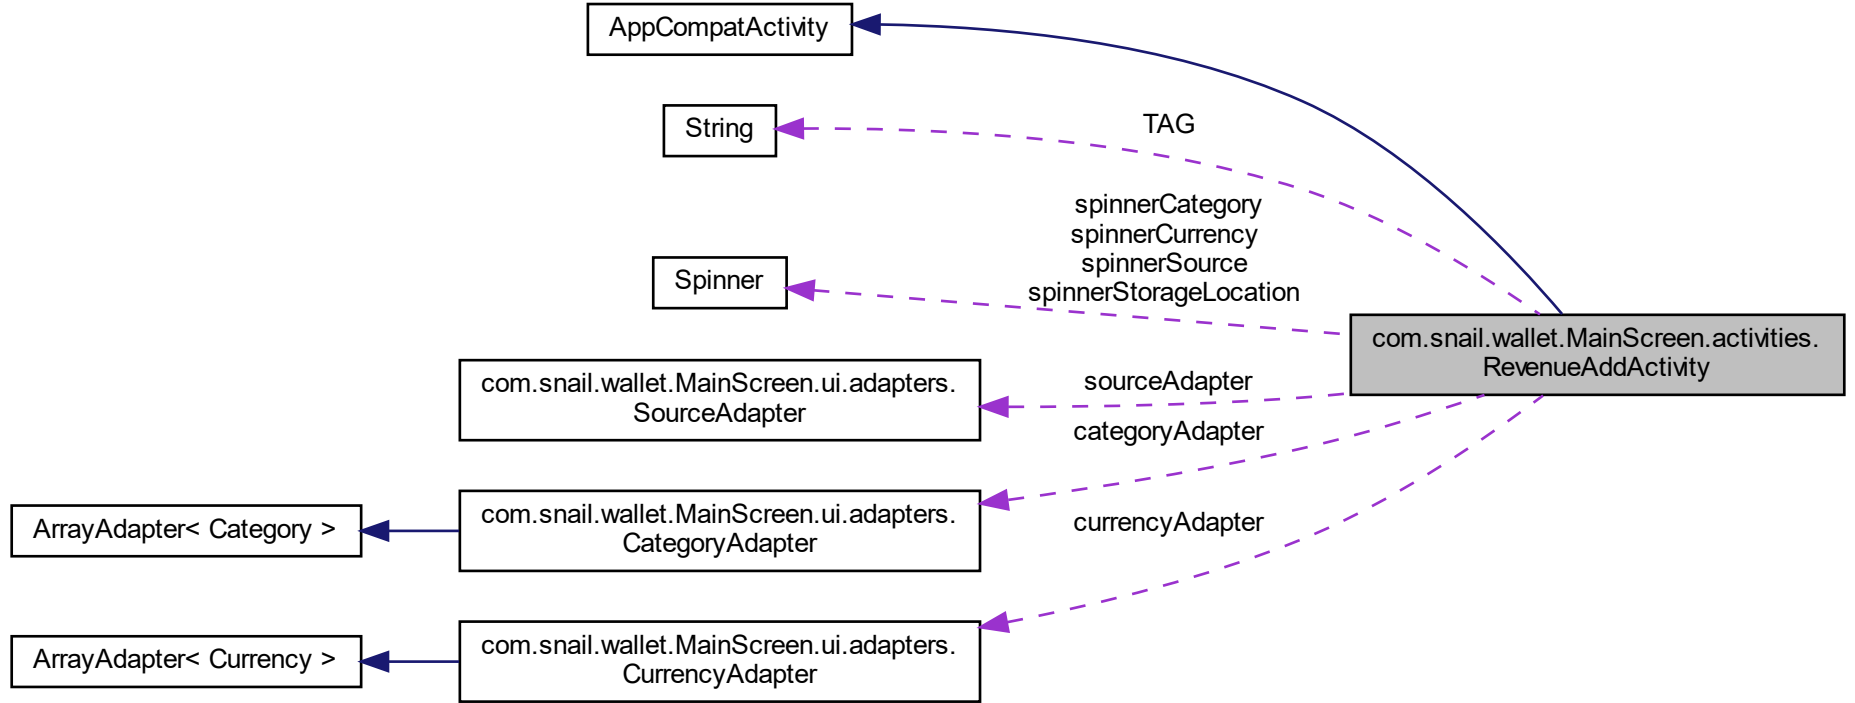 AppCompatActivity
String
TAG
spinnerCategory
spinnerCurrency
spinnerSource
spinnerStorageLocation
Spinner
com.snail.wallet.MainScreen.activities.
RevenueAddActivity
com.snail.wallet.MainScreen.ui.adapters.
SourceAdapter
sourceAdapter
categoryAdapter
ArrayAdapter< Category >
com.snail.wallet.MainScreen.ui.adapters.
CategoryAdapter
currencyAdapter
ArrayAdapter< Currency >
com.snail.wallet.MainScreen.ui.adapters.
CurrencyAdapter